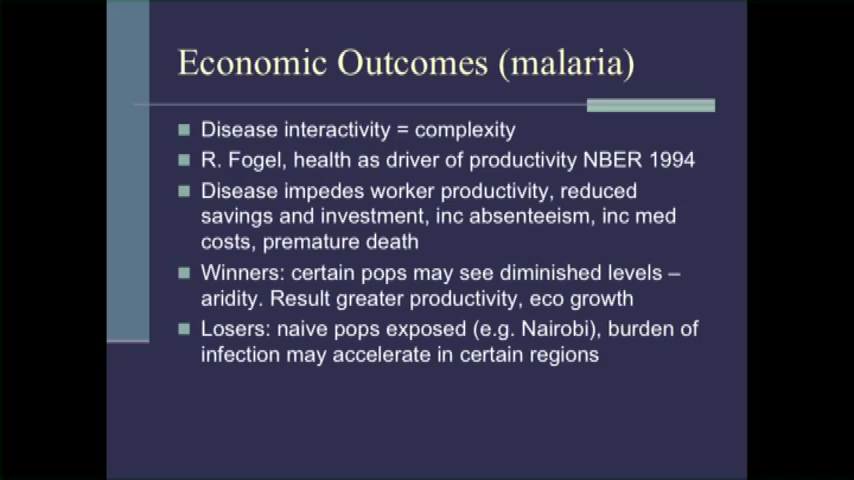 Economic Outcomes (malaria)
Disease interactivity = complexity
R. Fogel, health as driver of productivity NBER 1994
Disease impedes worker productivity, reduced
savings and investment, inc absenteeism, inc med
costs, premature death
Winners: certain pops may see diminished levels –
aridity. Result greater productivity, eco growth
Losers: naive pops exposed (e.g. Nairobi), burden of
infection may accelerate in certain regions